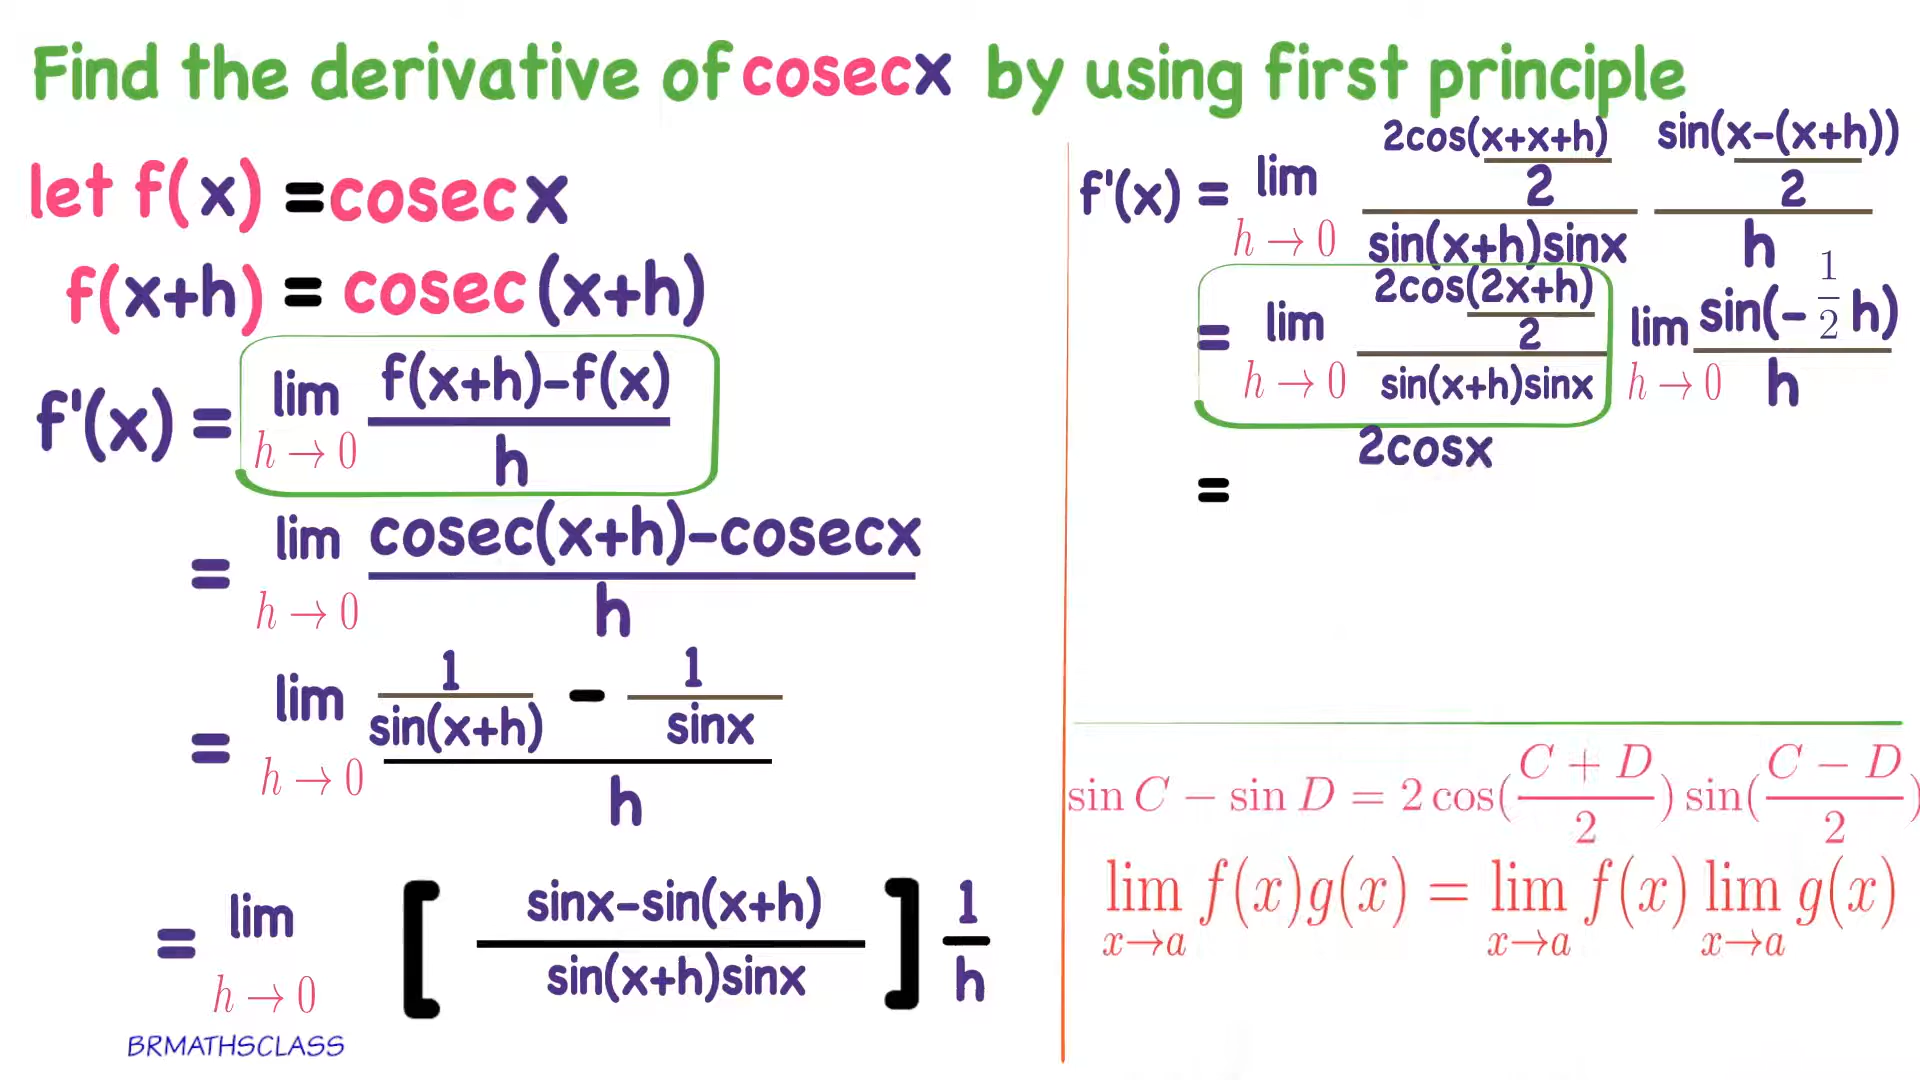 Find the derivative of cosecx by using first principle
let f(x) = cosecx
f(x+h) = cosec(x+h)
f'(x) = lim h→0 f(x+h)-f(x) / h
= lim h→0 cosec(x+h)-cosecx / h
= lim h→0 1 / sin(x+h) - 1 / sinx / h
= lim h→0 [ sinx-sin(x+h) / sin(x+h)sinx ] 1 / h
BRMATHSCLASS
f'(x) = lim h→0 2cos(x+x+h) / 2 / sin(x+h)sinx sin(x-(x+h)) / 2 / h
= lim h→0 2cos(2x+h) / 2 / sin(x+h)sinx lim h→0 sin(- 1/2 h) / h
= 2cosx
sin C − sin D = 2 cos( C + D / 2 ) sin( C − D / 2 )
lim x→a f(x)g(x) = lim x→a f(x) lim x→a g(x)